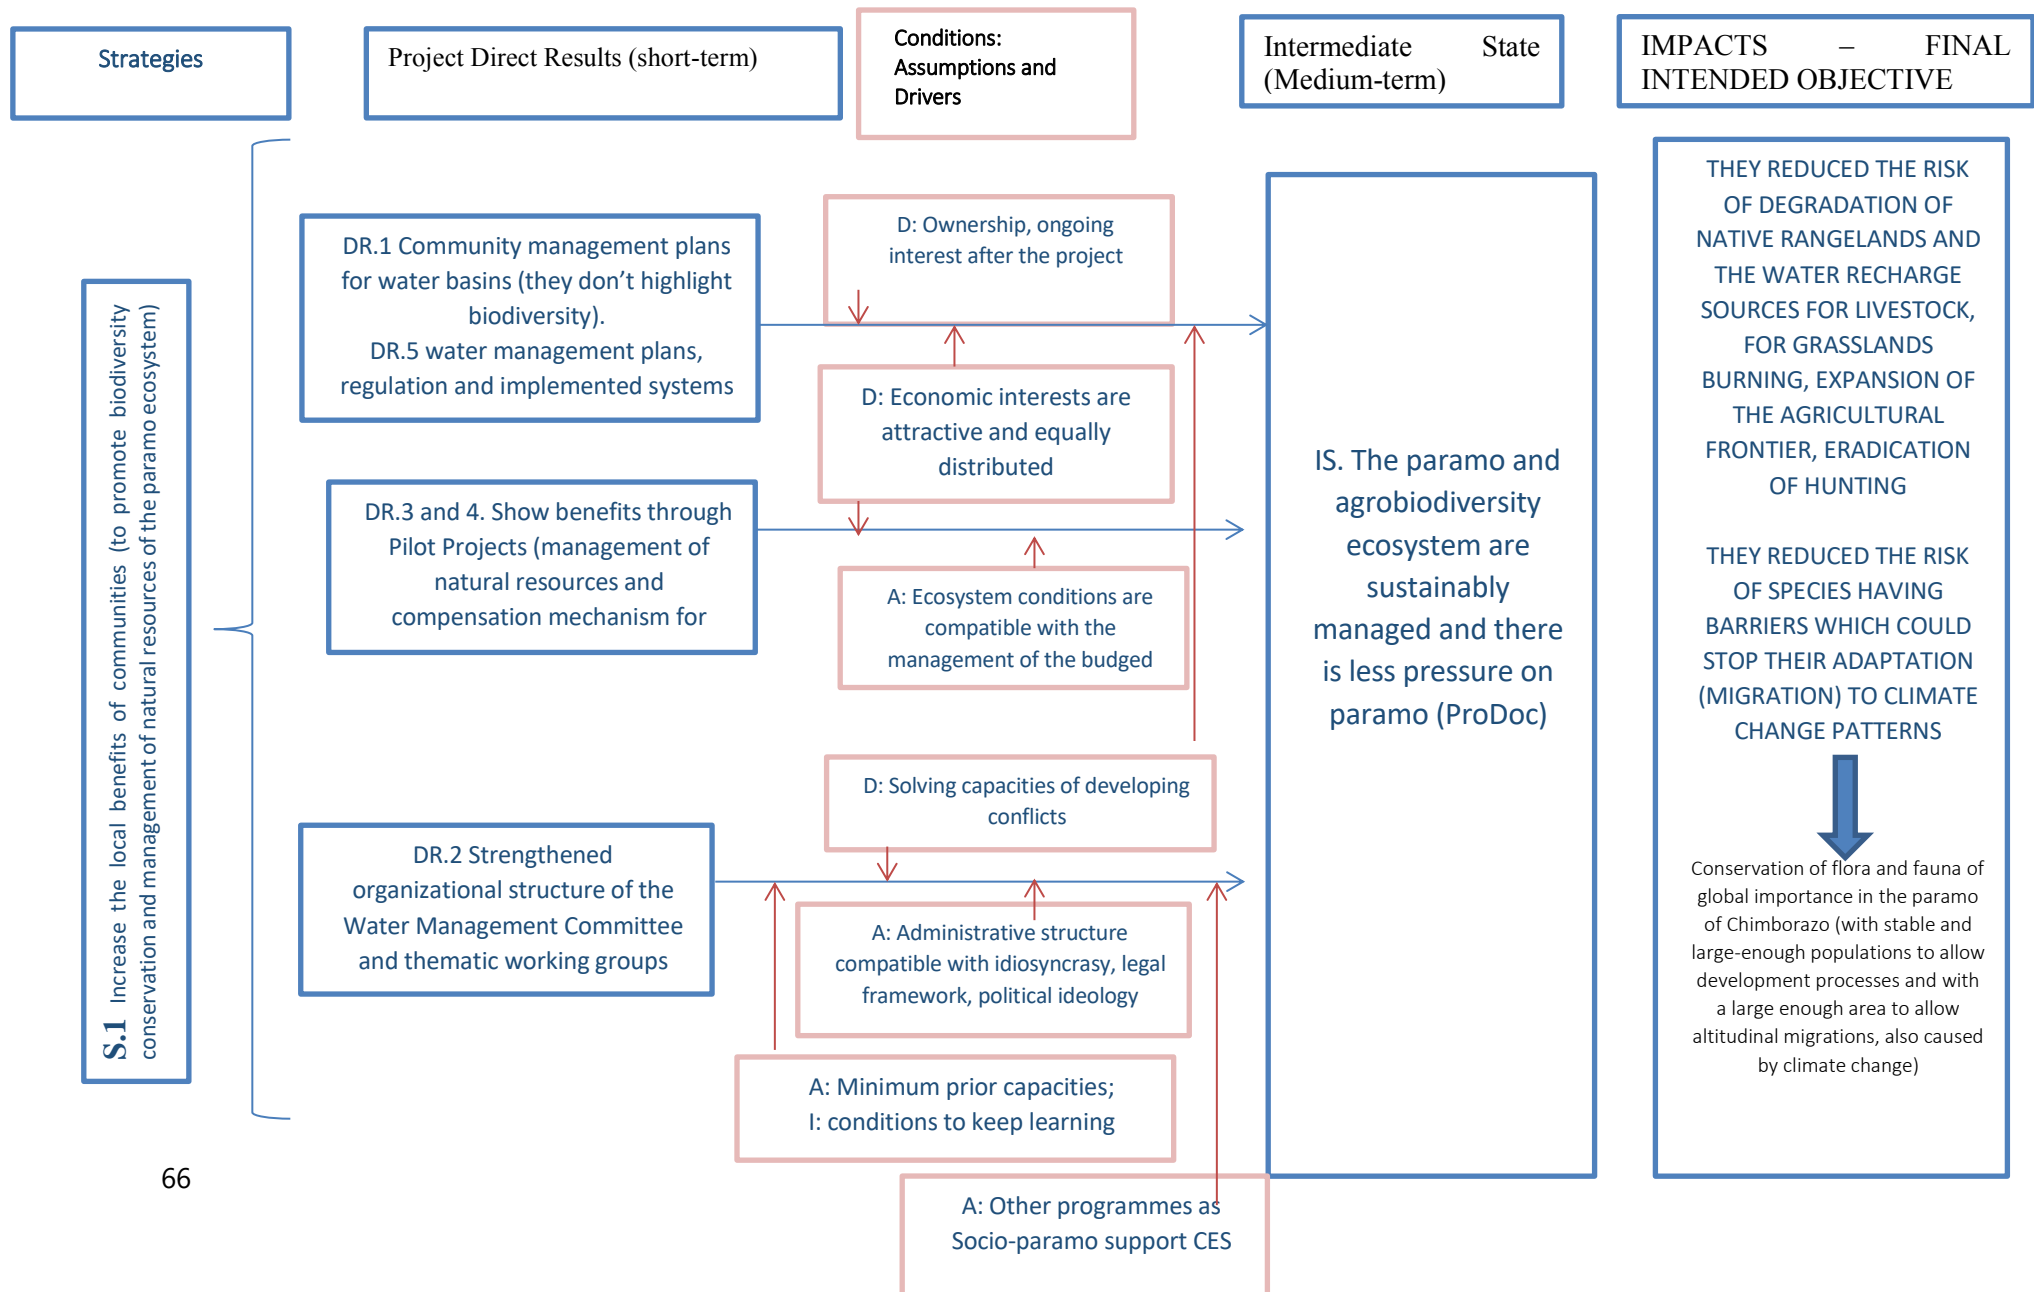 Strategies
Project Direct Results (short-term)
Conditions:
Assumptions and
Drivers
Intermediate State
(Medium-term)
IMPACTS – FINAL
INTENDED OBJECTIVE
S.1 Increase the local benefits of communities (to promote biodiversity
conservation and management of natural resources of the paramo ecosystem)
DR.1 Community management plans
for water basins (they don’t highlight
biodiversity).
DR.5 water management plans,
regulation and implemented systems
DR.3 and 4. Show benefits through
Pilot Projects (management of
natural resources and
compensation mechanism for
DR.2 Strengthened
organizational structure of the
Water Management Committee
and thematic working groups
D: Ownership, ongoing
interest after the project
D: Economic interests are
attractive and equally
distributed
A: Ecosystem conditions are
compatible with the
management of the budged
D: Solving capacities of developing
conflicts
A: Administrative structure
compatible with idiosyncrasy, legal
framework, political ideology
A: Minimum prior capacities;
I: conditions to keep learning
A: Other programmes as
Socio-paramo support CES
IS. The paramo and
agrobiodiversity
ecosystem are
sustainably
managed and there
is less pressure on
paramo (ProDoc)
THEY REDUCED THE RISK
OF DEGRADATION OF
NATIVE RANGELANDS AND
THE WATER RECHARGE
SOURCES FOR LIVESTOCK,
FOR GRASSLANDS
BURNING, EXPANSION OF
THE AGRICULTURAL
FRONTIER, ERADICATION
OF HUNTING
THEY REDUCED THE RISK
OF SPECIES HAVING
BARRIERS WHICH COULD
STOP THEIR ADAPTATION
(MIGRATION) TO CLIMATE
CHANGE PATTERNS
Conservation of flora and fauna of
global importance in the paramo
of Chimborazo (with stable and
large-enough populations to allow
development processes and with
a large enough area to allow
altitudinal migrations, also caused
by climate change)
66